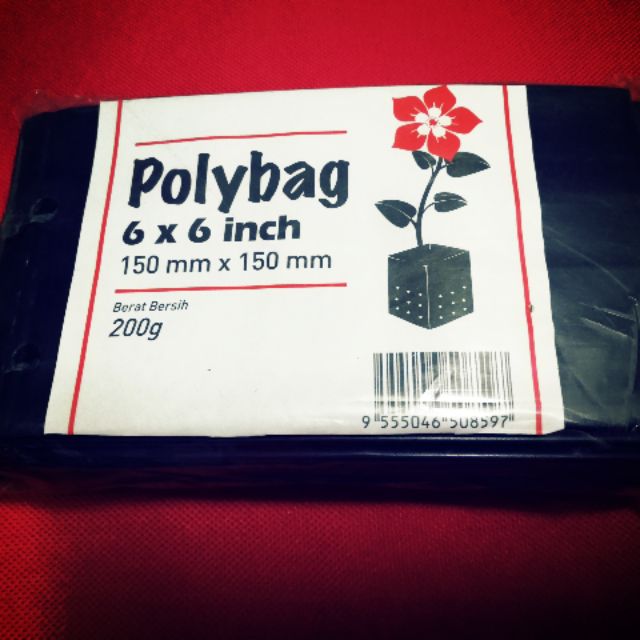 Polybag
6 x 6 inch
150 mm x 150 mm
Berat Bersih
200g
9 "555046"508597"